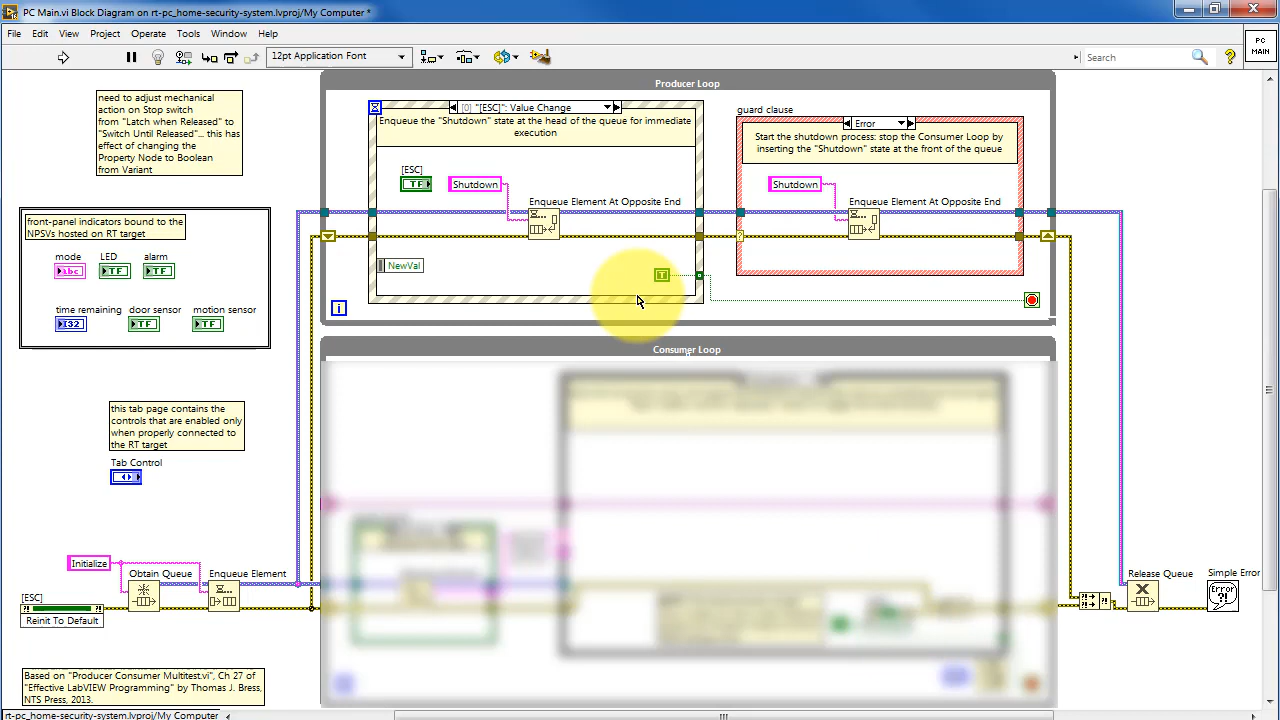 PC Main.vi Block Diagram on rt-pc_home-security-system.lvproj/My Computer *
File Edit View Project Operate Tools Window Help
12pt Application Font
Search
PC
MAIN
Producer Loop
need to adjust mechanical
action on Stop switch
from "Latch when Released" to
"Switch Until Released"... this has
effect of changing the
Property Node to Boolean
from Variant
[0] "[ESC]": Value Change
Enqueue the "Shutdown" state at the head of the queue for immediate
execution
[ESC]
TF
Shutdown
Enqueue Element At Opposite End
NewVal
T
i
guard clause
Error
Start the shutdown process: stop the Consumer Loop by
inserting the "Shutdown" state at the front of the queue
Shutdown
Enqueue Element At Opposite End
?
front-panel indicators bound to the
NPSVs hosted on RT target
mode LED alarm
abc TF TF
time remaining door sensor motion sensor
I32 TF TF
Consumer Loop
this tab page contains the
controls that are enabled only
when properly connected to
the RT target
Tab Control
Initialize
Obtain Queue Enqueue Element
[ESC]
?! ?!
Reinit To Default
Release Queue Simple Error
Error
?!
Based on "Producer Consumer Multitest.vi", Ch 27 of
"Effective LabVIEW Programming" by Thomas J. Bress,
NTS Press, 2013.
rt-pc_home-security-system.lvproj/My Computer